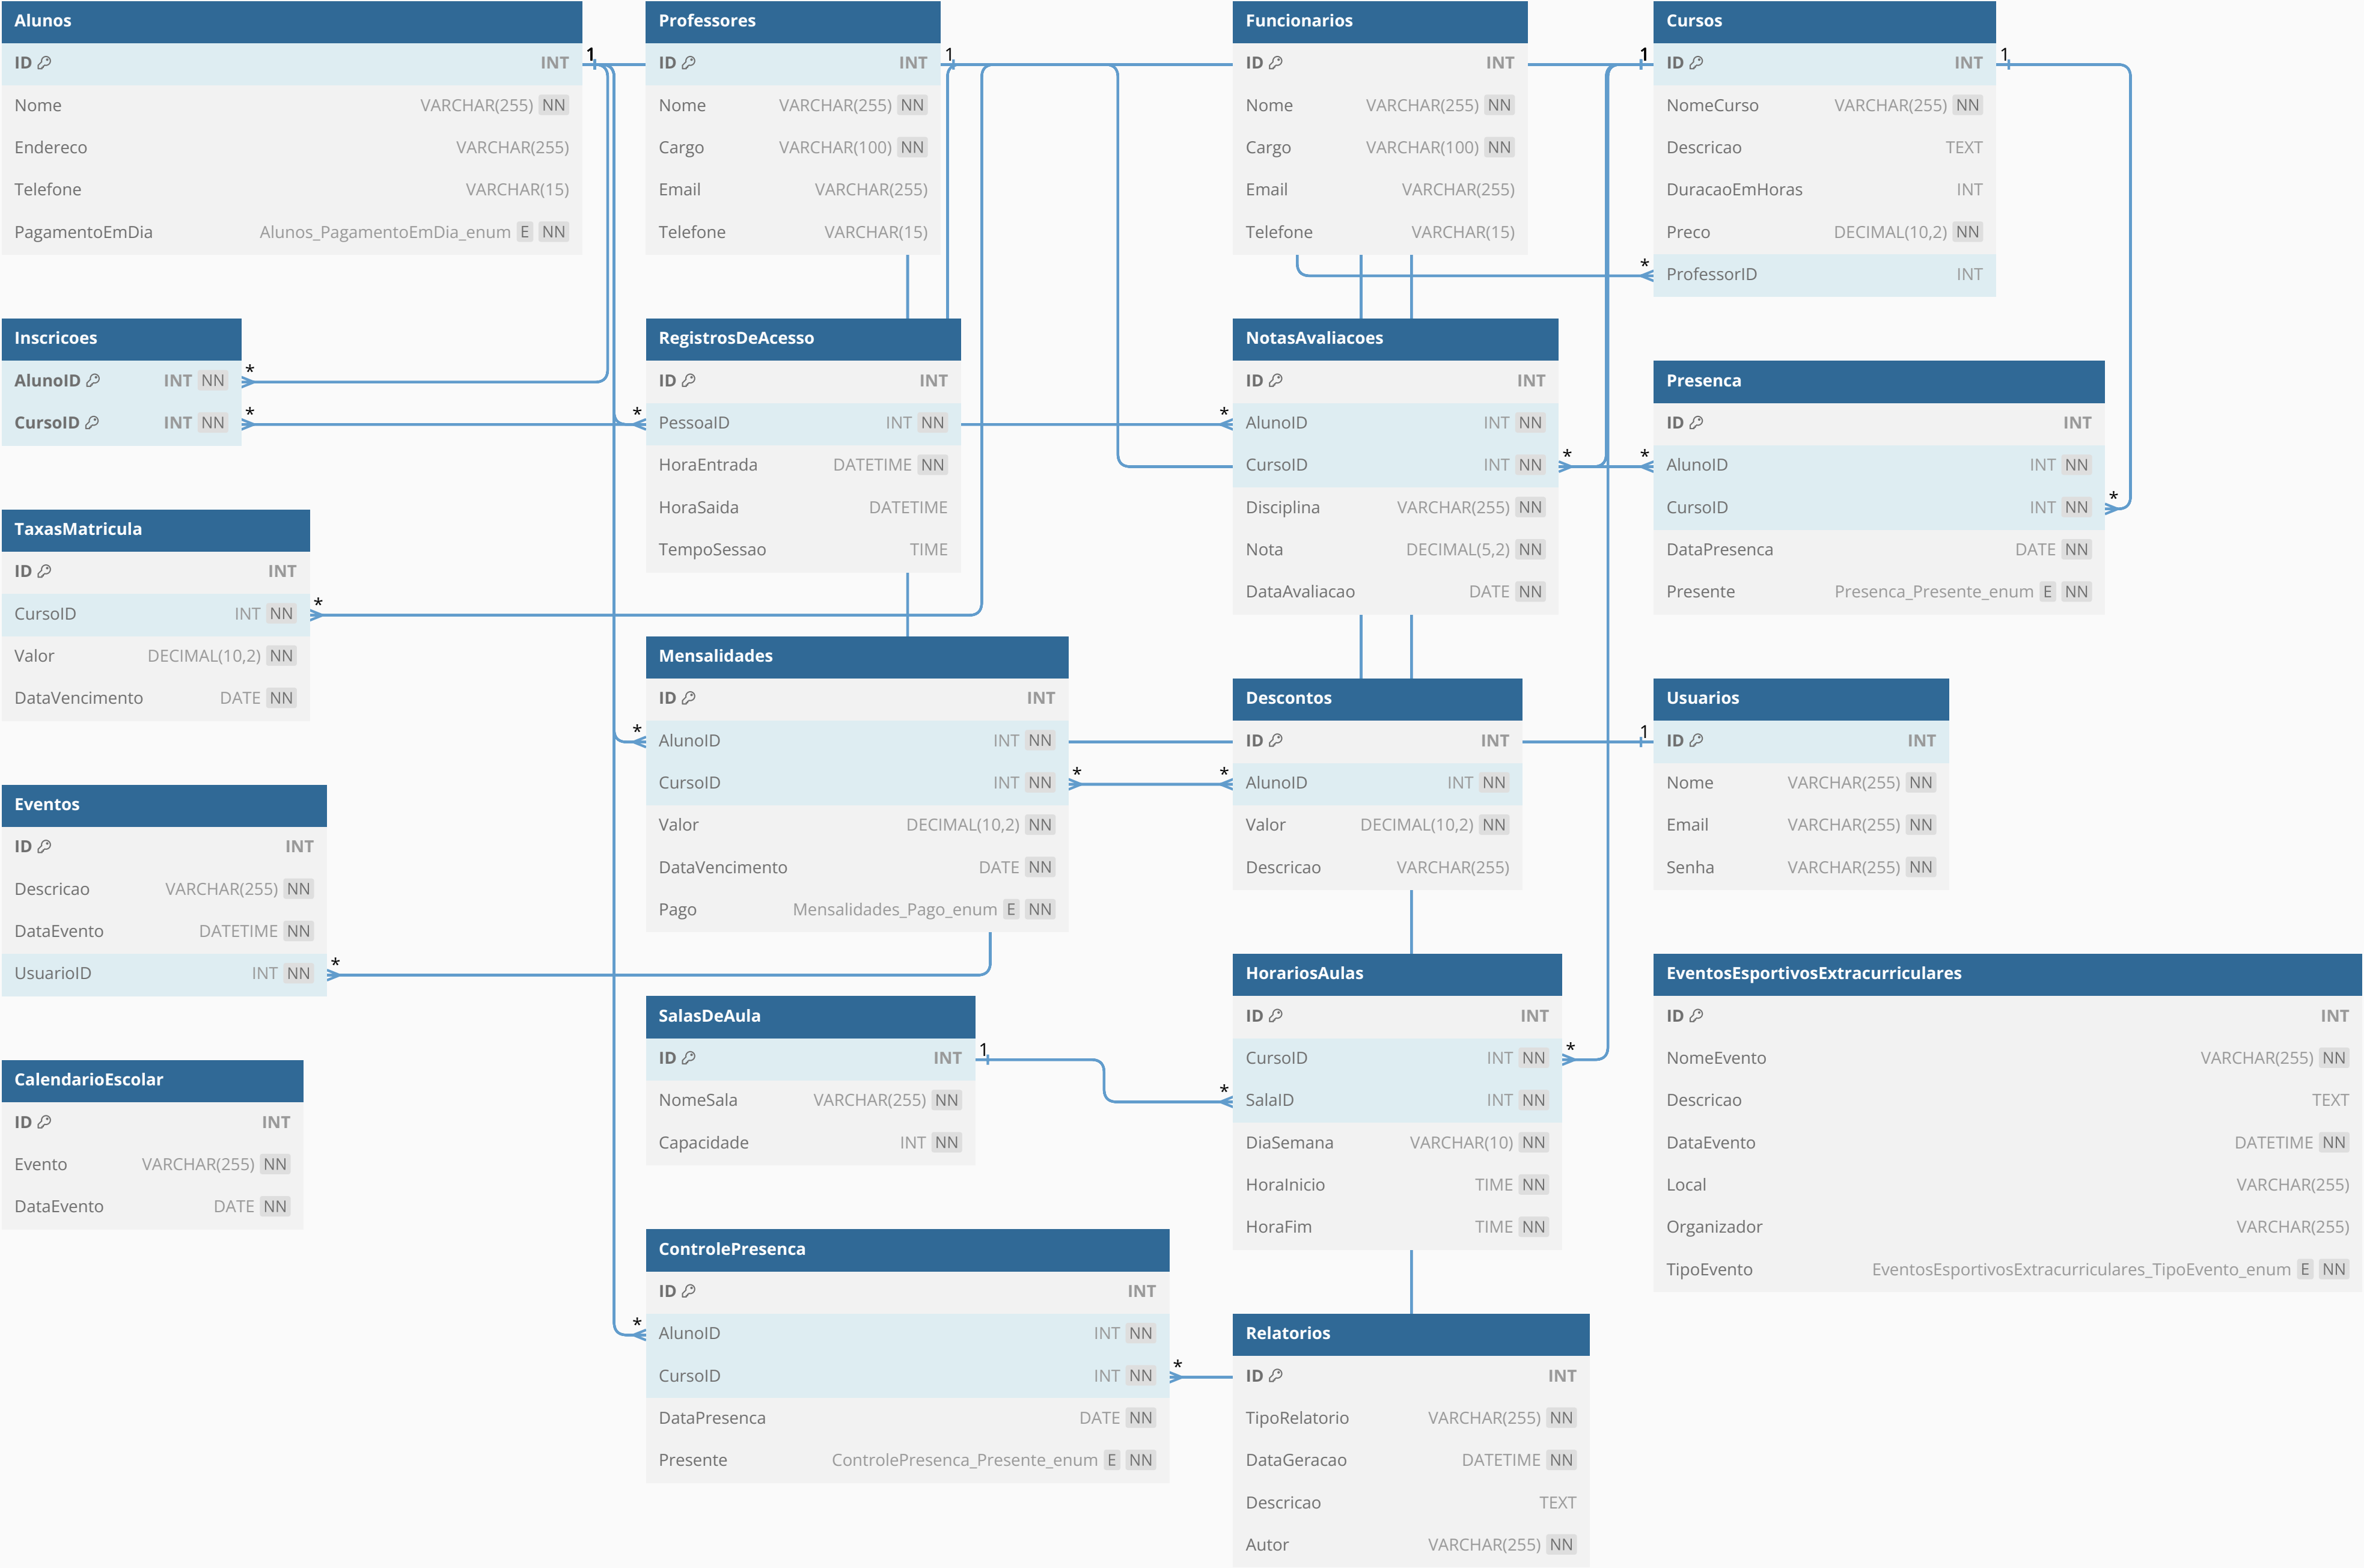 Alunos
ID INT
Nome VARCHAR(255) NN
Endereco VARCHAR(255)
Telefone VARCHAR(15)
PagamentoEmDia Alunos_PagamentoEmDia_enum E NN
1
Professores
ID INT
Nome VARCHAR(255) NN
Cargo VARCHAR(100) NN
Email VARCHAR(255)
Telefone VARCHAR(15)
1
Funcionarios
ID INT
Nome VARCHAR(255) NN
Cargo VARCHAR(100) NN
Email VARCHAR(255)
Telefone VARCHAR(15)
1
Cursos
ID INT
NomeCurso VARCHAR(255) NN
Descricao TEXT
DuracaoEmHoras INT
Preco DECIMAL(10,2) NN
* ProfessorID INT
1
Inscricoes
AlunoID INT NN *
CursoID INT NN *
RegistrosDeAcesso
ID INT
* PessoaID INT NN
HoraEntrada DATETIME NN
HoraSaida DATETIME
TempoSessao TIME
NotasAvaliacoes
ID INT
* AlunoID INT NN
CursoID INT NN *
Disciplina VARCHAR(255) NN
Nota DECIMAL(5,2) NN
DataAvaliacao DATE NN
Presenca
ID INT
* AlunoID INT NN
CursoID INT NN *
DataPresenca DATE NN
Presente Presenca_Presente_enum E NN
TaxasMatricula
ID INT
CursoID INT NN *
Valor DECIMAL(10,2) NN
DataVencimento DATE NN
Mensalidades
ID INT
* AlunoID INT NN
CursoID INT NN *
Valor DECIMAL(10,2) NN
DataVencimento DATE NN
Pago Mensalidades_Pago_enum E NN
Descontos
ID INT
* AlunoID INT NN
Valor DECIMAL(10,2) NN
Descricao VARCHAR(255)
Usuarios
1 ID INT
Nome VARCHAR(255) NN
Email VARCHAR(255) NN
Senha VARCHAR(255) NN
Eventos
ID INT
Descricao VARCHAR(255) NN
DataEvento DATETIME NN
UsuarioID INT NN *
SalasDeAula
ID INT 1
NomeSala VARCHAR(255) NN
Capacidade INT NN
HorariosAulas
ID INT
CursoID INT NN *
* SalaID INT NN
DiaSemana VARCHAR(10) NN
HoraInicio TIME NN
HoraFim TIME NN
EventosEsportivosExtracurriculares
ID INT
NomeEvento VARCHAR(255) NN
Descricao TEXT
DataEvento DATETIME NN
Local VARCHAR(255)
Organizador VARCHAR(255)
TipoEvento EventosEsportivosExtracurriculares_TipoEvento_enum E NN
CalendarioEscolar
ID INT
Evento VARCHAR(255) NN
DataEvento DATE NN
ControlePresenca
ID INT
* AlunoID INT NN
CursoID INT NN *
DataPresenca DATE NN
Presente ControlePresenca_Presente_enum E NN
Relatorios
ID INT
TipoRelatorio VARCHAR(255) NN
DataGeracao DATETIME NN
Descricao TEXT
Autor VARCHAR(255) NN